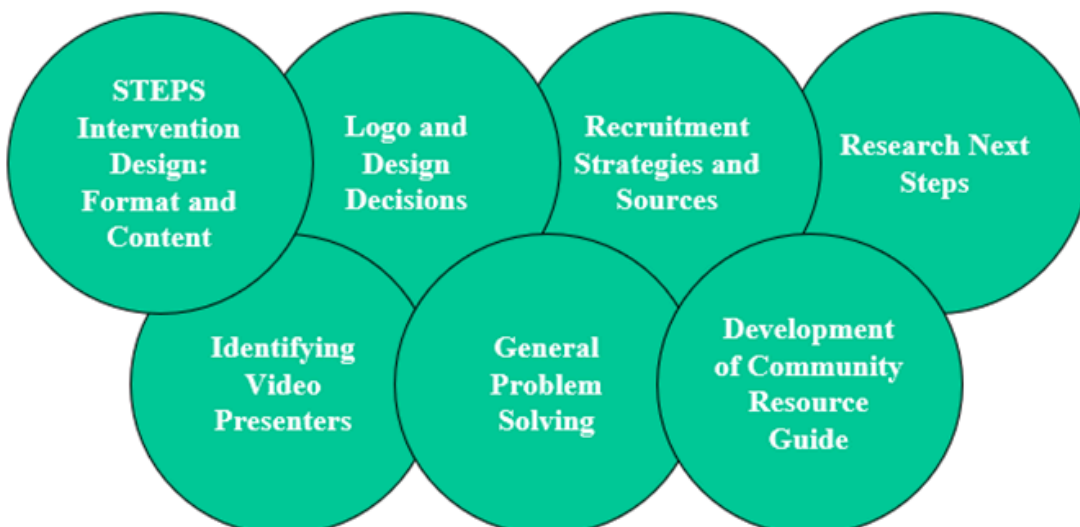 STEPS
Intervention
Design:
Format and
Content
Logo and
Design
Decisions
Recruitment
Strategies and
Sources
Research Next
Steps
Identifying
Video
Presenters
General
Problem
Solving
Development
of Community
Resource
Guide